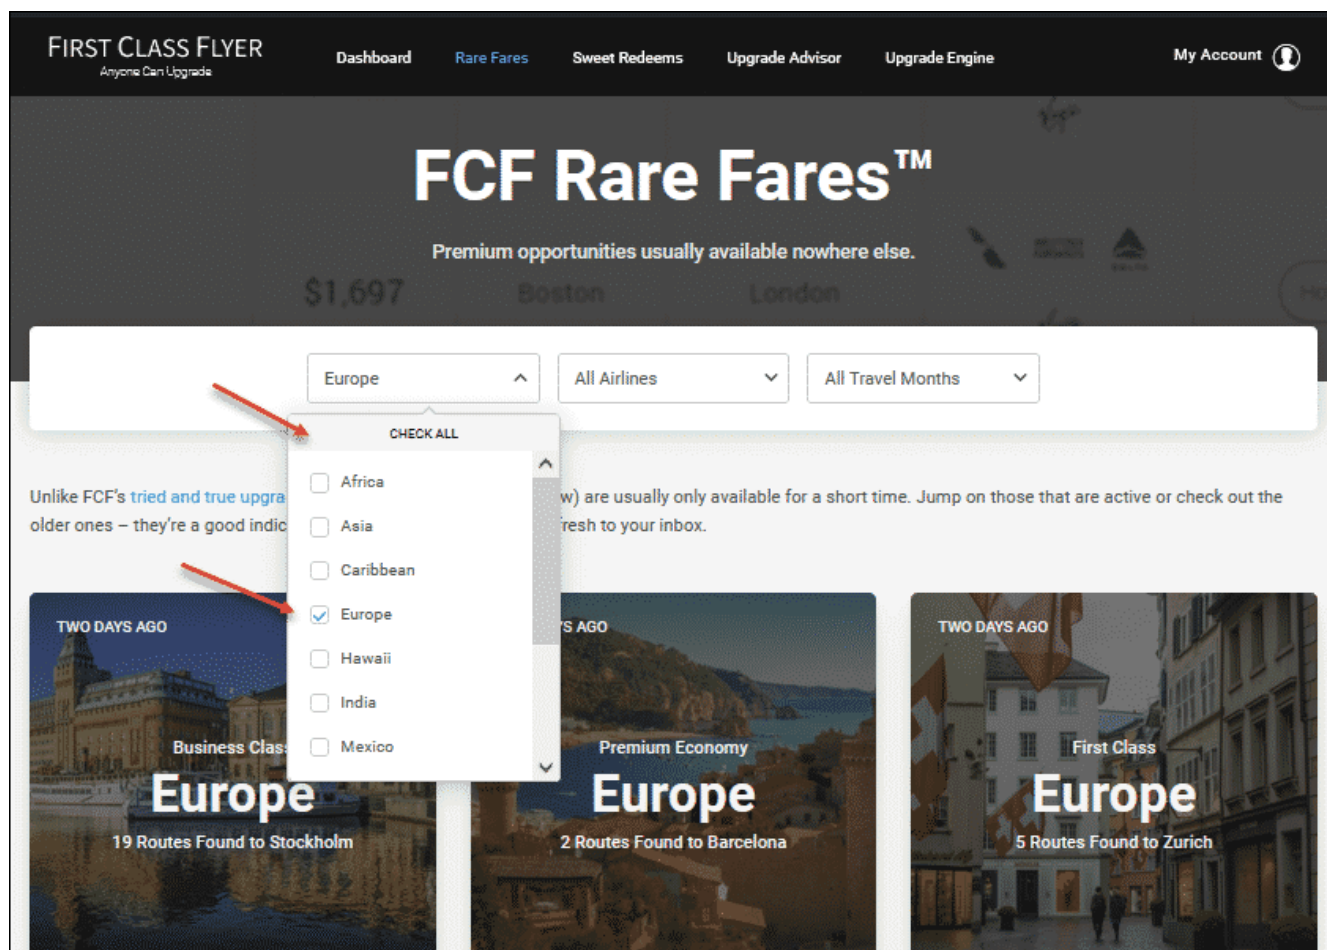 FIRST CLASS FLYER
Anyone Can Upgrade
Dashboard
Rare Fares
Sweet Redeems
Upgrade Advisor
Upgrade Engine
My Account
FCF Rare Fares™
Premium opportunities usually available nowhere else.
$1,697 Boston London
Europe
All Airlines
All Travel Months
CHECK ALL
Africa
Asia
Caribbean
Europe
Hawaii
India
Mexico
Unlike FCF's tried and true upgra w) are usually only available for a short time. Jump on those that are active or check out the
older ones – they're a good indic resh to your inbox.
TWO DAYS AGO
Business Clas
Europe
19 Routes Found to Stockholm
S AGO
Premium Economy
Europe
2 Routes Found to Barcelona
TWO DAYS AGO
First Class
Europe
5 Routes Found to Zurich